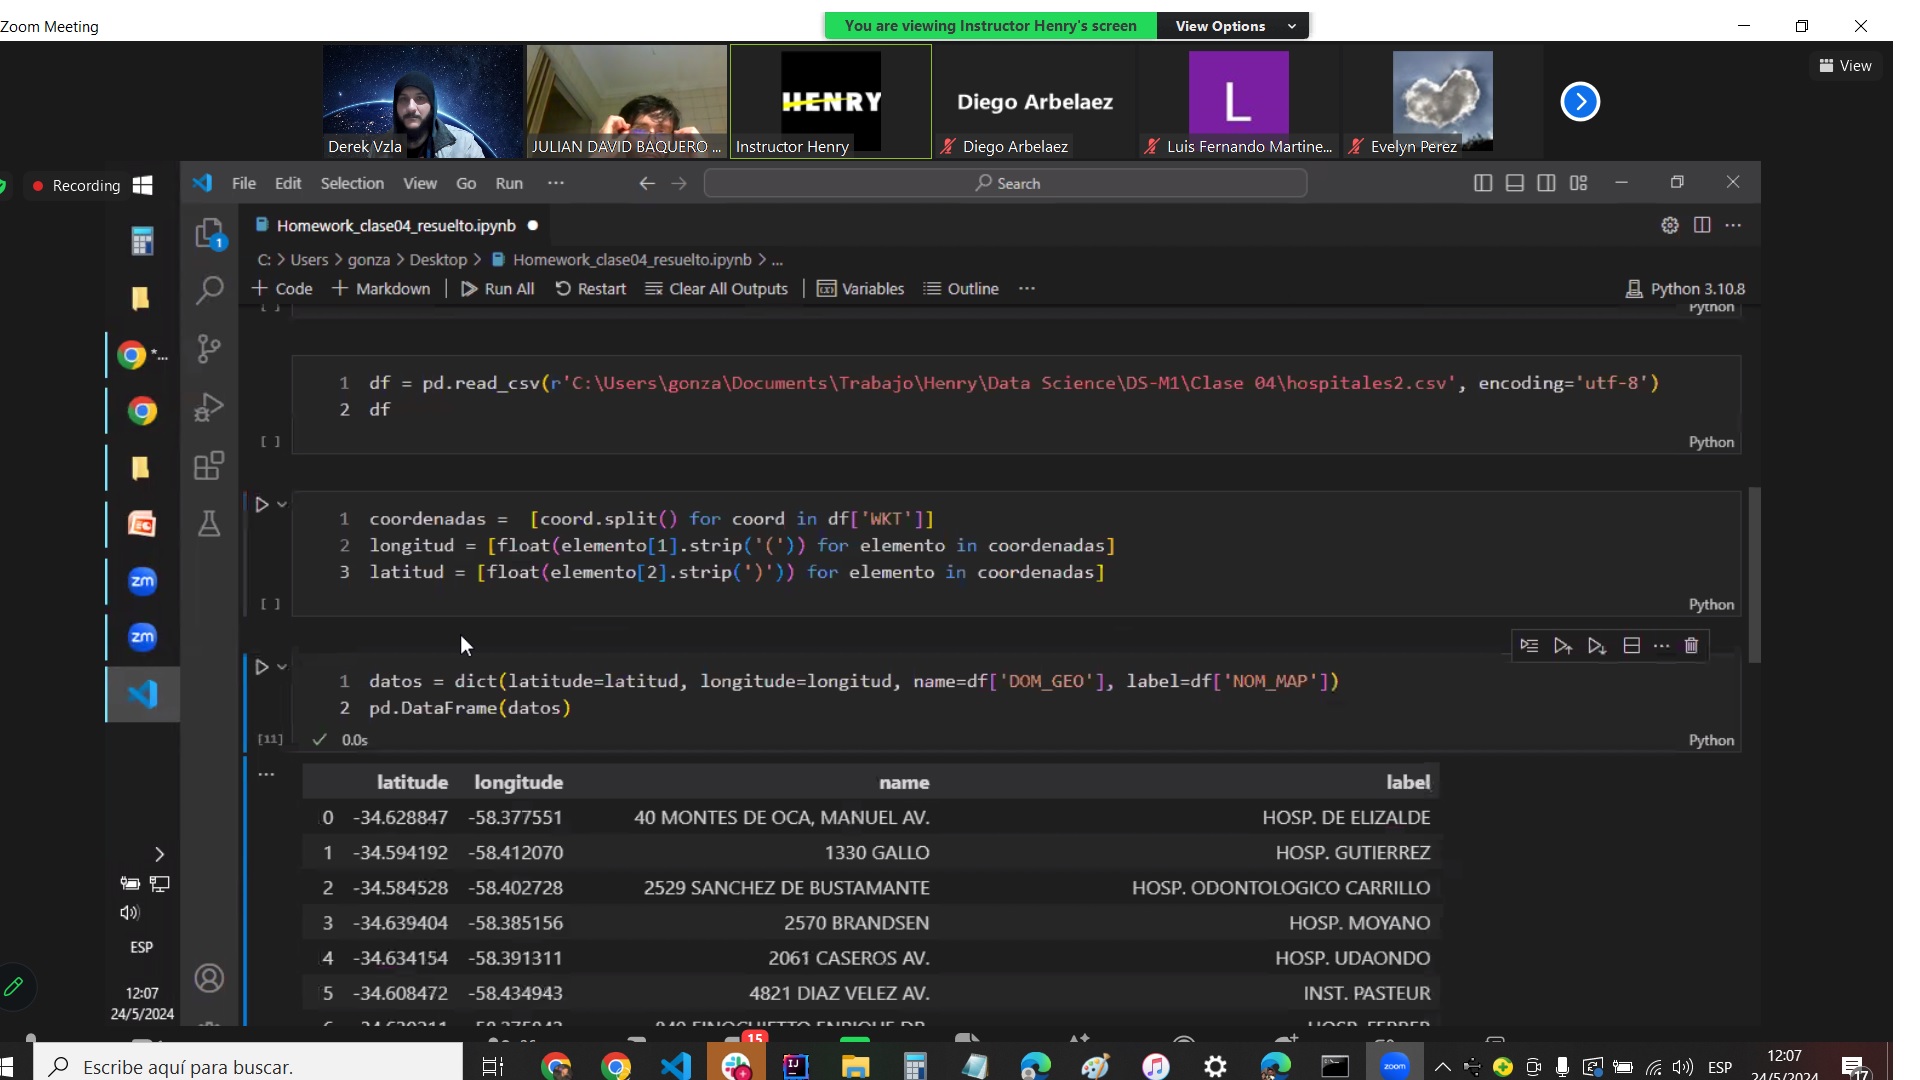 Zoom Meeting
You are viewing Instructor Henry's screen
View Options
View
HENRY
Diego Arbelaez
L
Derek Vzla
JULIAN DAVID BAQUERO ...
Instructor Henry
Diego Arbelaez
Luis Fernando Martine...
Evelyn Perez
Recording
File Edit Selection View Go Run ...
Search
1
Homework_clase04_resuelto.ipynb
C: > Users > gonza > Desktop > Homework_clase04_resuelto.ipynb > ...
+ Code + Markdown Run All Restart Clear All Outputs Variables Outline ...
Python 3.10.8
[ ]
Python
1 df = pd.read_csv(r'C:\Users\gonza\Documents\Trabajo\Henry\Data Science\DS-M1\Clase 04\hospitales2.csv', encoding='utf-8')
2 df
[ ]
Python
1 coordenadas = [coord.split() for coord in df['WKT']]
2 longitud = [float(elemento[1].strip('(')) for elemento in coordenadas]
3 latitud = [float(elemento[2].strip(')')) for elemento in coordenadas]
[ ]
Python
1 datos = dict(latitude=latitud, longitude=longitud, name=df['DOM_GEO'], label=df['NOM_MAP'])
2 pd.DataFrame(datos)
[11] 0.0s
Python
...
latitude longitude name label
0 -34.628847 -58.377551 40 MONTES DE OCA, MANUEL AV. HOSP. DE ELIZALDE
1 -34.594192 -58.412070 1330 GALLO HOSP. GUTIERREZ
2 -34.584528 -58.402728 2529 SANCHEZ DE BUSTAMANTE HOSP. ODONTOLOGICO CARRILLO
3 -34.639404 -58.385156 2570 BRANDSEN HOSP. MOYANO
4 -34.634154 -58.391311 2061 CASEROS AV. HOSP. UDAONDO
5 -34.608472 -58.434943 4821 DIAZ VELEZ AV. INST. PASTEUR
zm
zm
ESP
12:07
24/5/2024
15
Escribe aquí para buscar.
zoom
ESP
12:07
24/5/2024
17